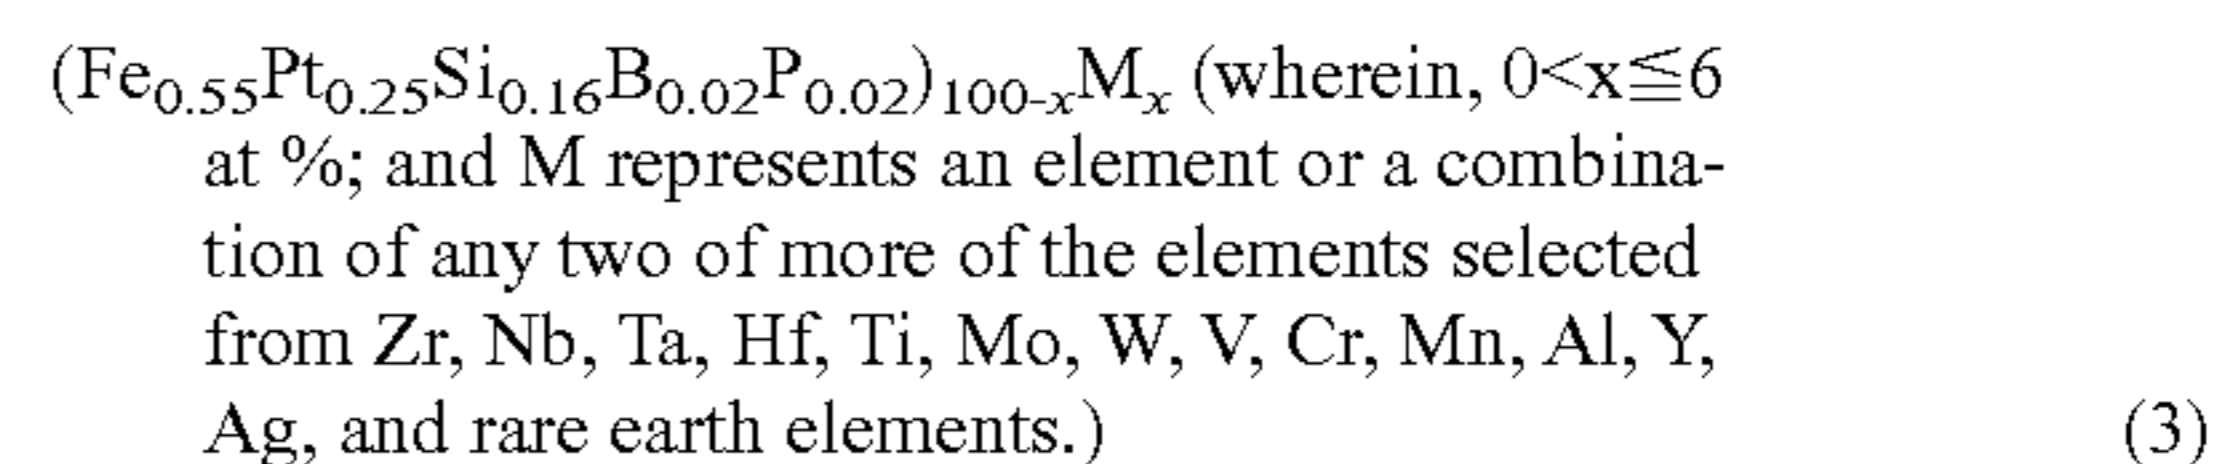 (Fe0.55Pt0.25Si0.16B0.02P0.02)100-xMx (wherein, 0<x≦6
at %; and M represents an element or a combina-
tion of any two of more of the elements selected
from Zr, Nb, Ta, Hf, Ti, Mo, W, V, Cr, Mn, Al, Y,
Ag, and rare earth elements.) (3)